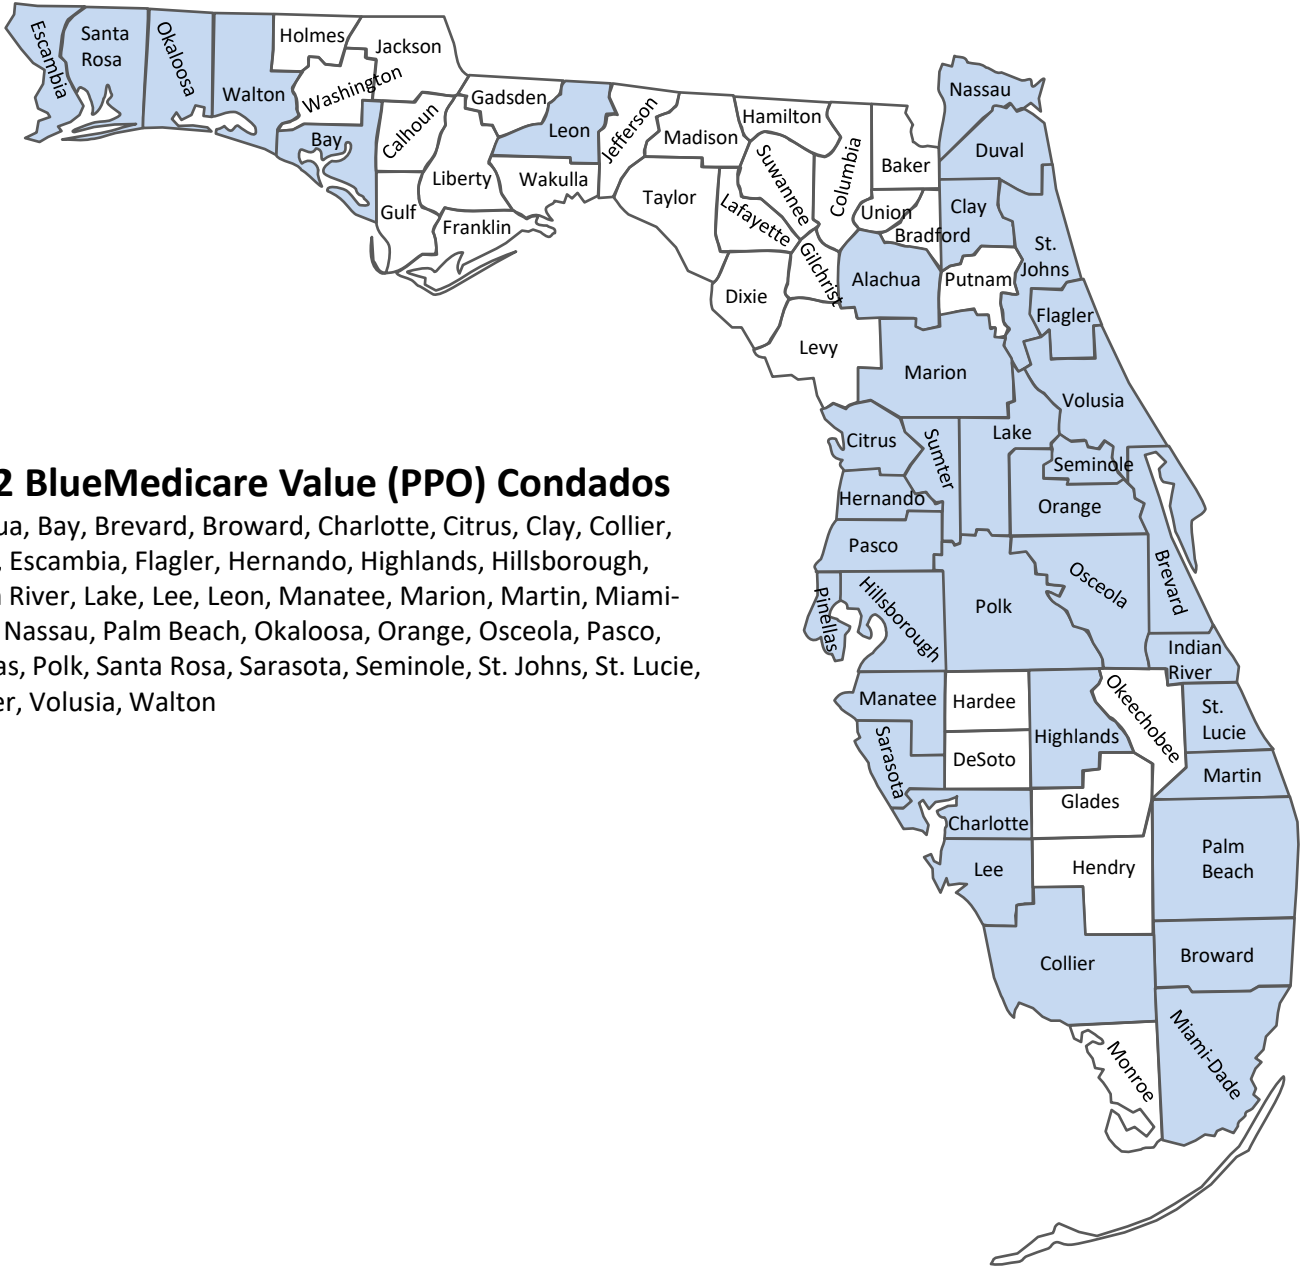 Escambia
Santa
Rosa
Okaloosa
Walton
Holmes
Jackson
Washington
Bay
Calhoun
Gulf
Liberty
Gadsden
Leon
Wakulla
Franklin
Jefferson
Madison
Taylor
Hamilton
Suwannee
Lafayette
Columbia
Dixie
Gilchrist
Baker
Union
Bradford
Alachua
Levy
Nassau
Duval
Clay
St.
Johns
Putnam
Flagler
Marion
Volusia
Citrus
Sumter
Lake
Seminole
Hernando
Orange
Pasco
Pinellas
Hillsborough
Polk
Osceola
Brevard
Indian
River
Manatee
Hardee
Highlands
Okeechobee
St.
Lucie
Sarasota
DeSoto
Martin
Glades
Charlotte
Lee
Hendry
Palm
Beach
Collier
Broward
Monroe
Miami-Dade
2 BlueMedicare Value (PPO) Condados
ua, Bay, Brevard, Broward, Charlotte, Citrus, Clay, Collier,
, Escambia, Flagler, Hernando, Highlands, Hillsborough,
River, Lake, Lee, Leon, Manatee, Marion, Martin, Miami-
Nassau, Palm Beach, Okaloosa, Orange, Osceola, Pasco,
as, Polk, Santa Rosa, Sarasota, Seminole, St. Johns, St. Lucie,
er, Volusia, Walton